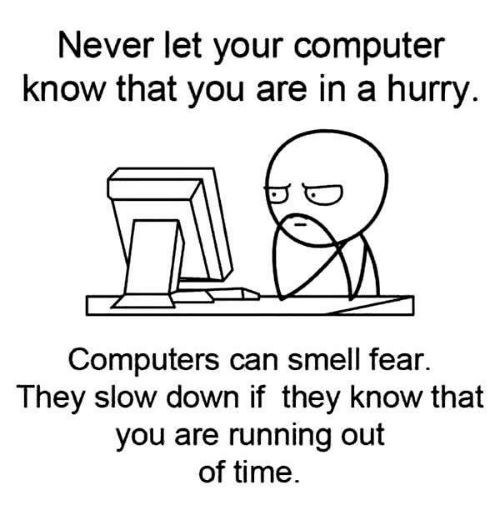 Never let your computer
know that you are in a hurry.
Computers can smell fear.
They slow down if they know that
you are running out
of time.